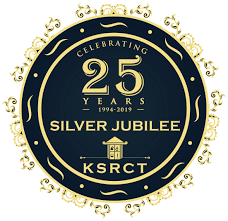 CELEBRATING
25
YEARS
1994-2019
SILVER JUBILEE
KSRCT